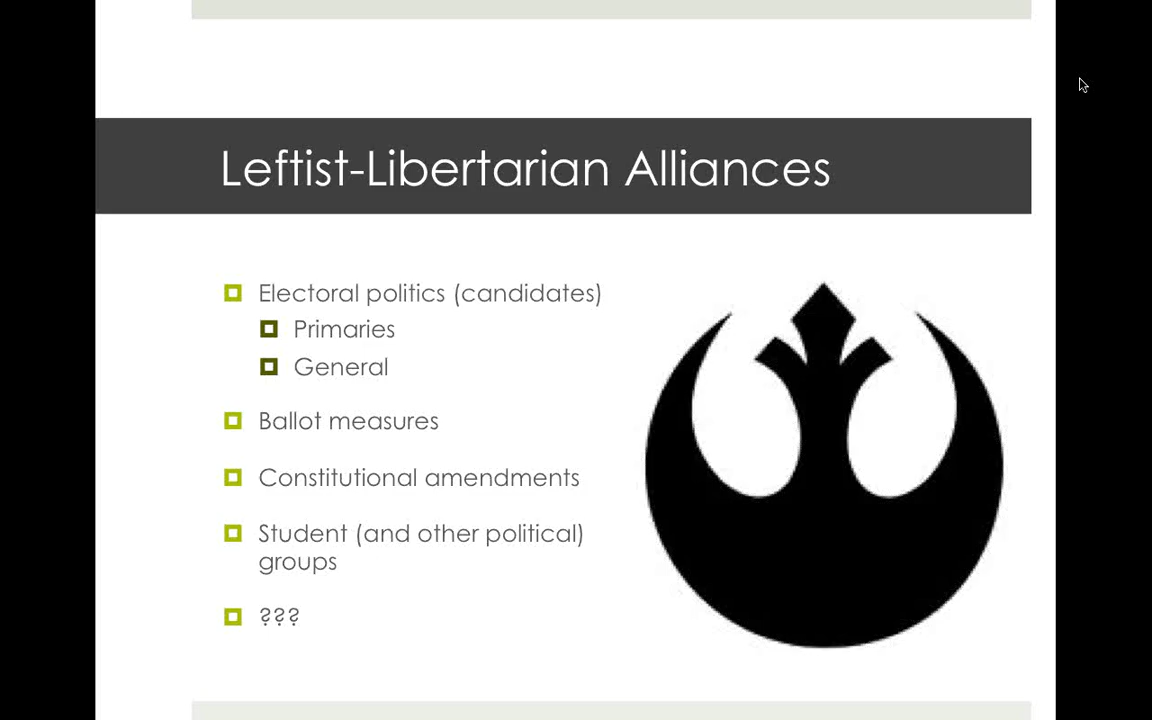 Leftist-Libertarian Alliances
Electoral politics (candidates)
Primaries
General
Ballot measures
Constitutional amendments
Student (and other political)
groups
???